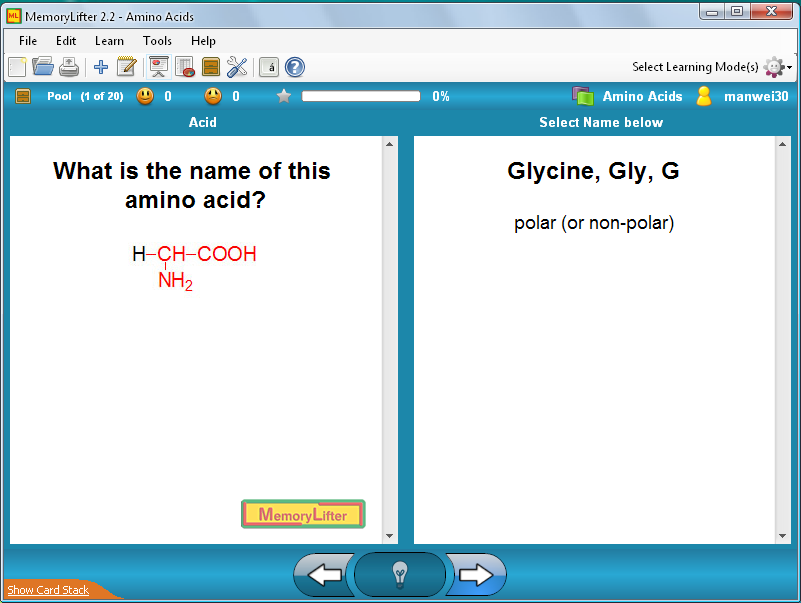 ML MemoryLifter 2.2 - Amino Acids
File Edit Learn Tools Help
á ? Select Learning Mode(s)
Pool (1 of 20) 0 0 0% Amino Acids manwei30
Acid
Select Name below
What is the name of this
amino acid?
H–CH–COOH
NH2
MemoryLifter
Glycine, Gly, G
polar (or non-polar)
Show Card Stack